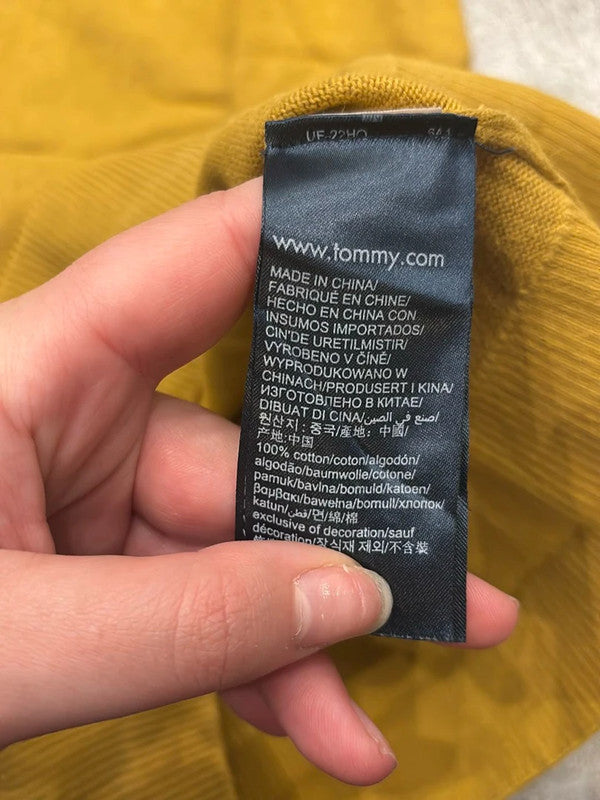 www.tommy.com
MADE IN CHINA/
FABRIQUÉ EN CHINE/
HECHO EN CHINA CON
INSUMOS IMPORTADOS/
CIN'DE URETILMISTIR/
VYROBENO V ČÍNĚ/
WYPRODUKOWANO W
CHINACH/PRODUSERT I KINA/
ИЗГОТОВЛЕНО В КИТАЕ/
DIBUAT DI CINA/صنع في الصين/
원산지: 중국/產地: 中國/
产地:中国
100% cotton/coton/algodón/
algodão/baumwolle/cotone/
pamuk/bavlna/bomuld/katoen/
βαμβακι/bawełna/bomull/хлопок/
katun/قطن/면/綿/棉
exclusive of decoration/sauf
décoration/장식재 제외/不含裝